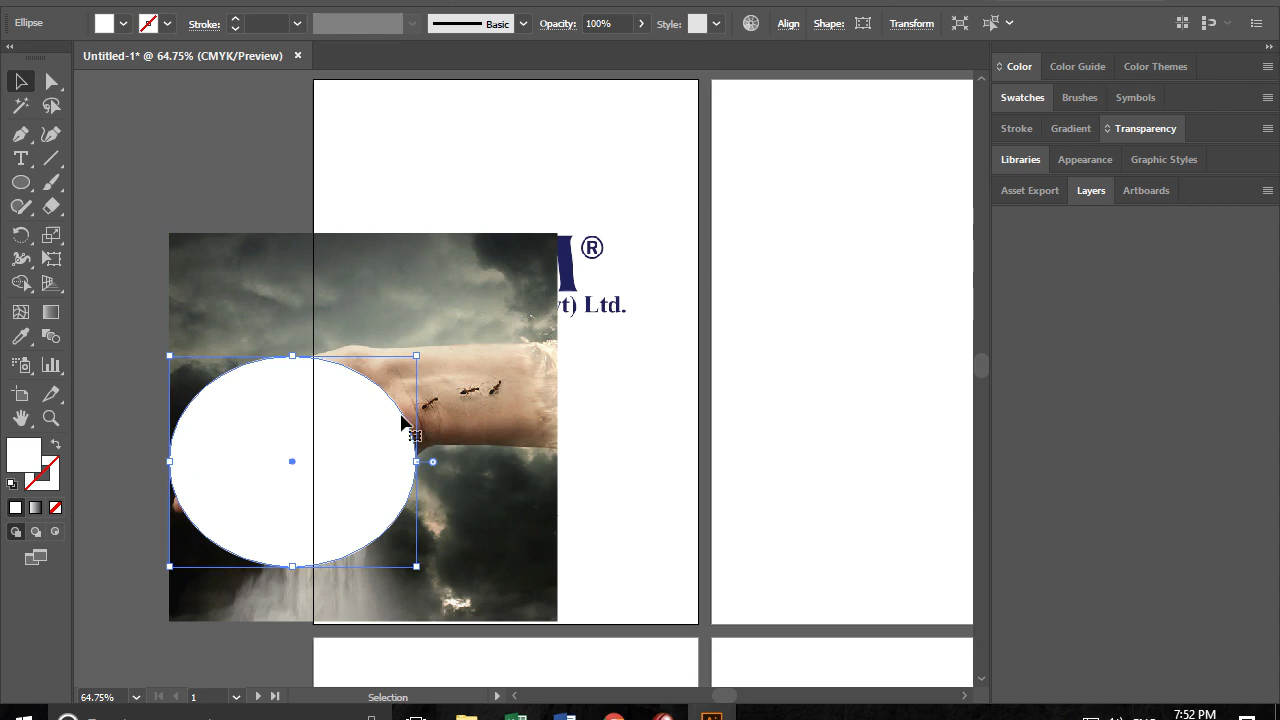 Ellipse
Stroke:
Basic
Opacity:
100%
Style:
Align
Shape:
Transform
Untitled-1* @ 64.75% (CMYK/Preview)
Color
Color Guide
Color Themes
Swatches
Brushes
Symbols
Stroke
Gradient
Transparency
Libraries
Appearance
Graphic Styles
Asset Export
Layers
Artboards
®
Ltd.
64.75%
1
Selection
7:52 PM